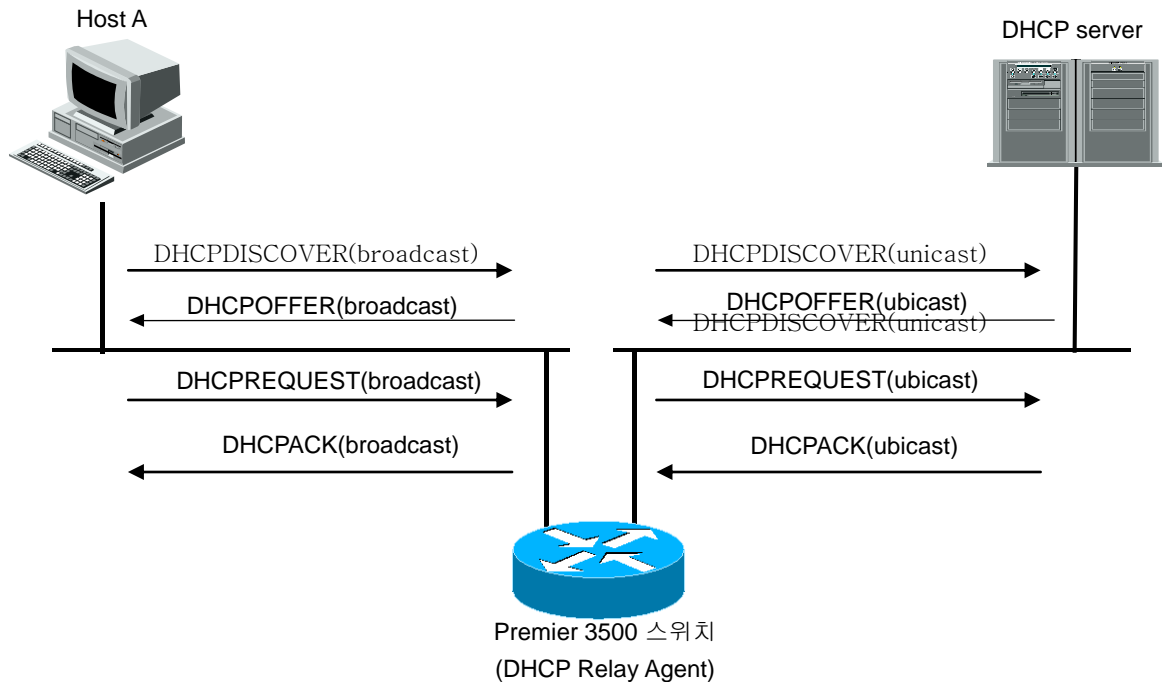 Host A
DHCP server
DHCPDISCOVER(broadcast)
DHCPDISCOVER(unicast)
DHCPOFFER(broadcast)
DHCPOFFER(ubicast)
DHCPDISCOVER(unicast)
DHCPREQUEST(broadcast)
DHCPREQUEST(ubicast)
DHCPACK(broadcast)
DHCPACK(ubicast)
Premier 3500 스위치
(DHCP Relay Agent)